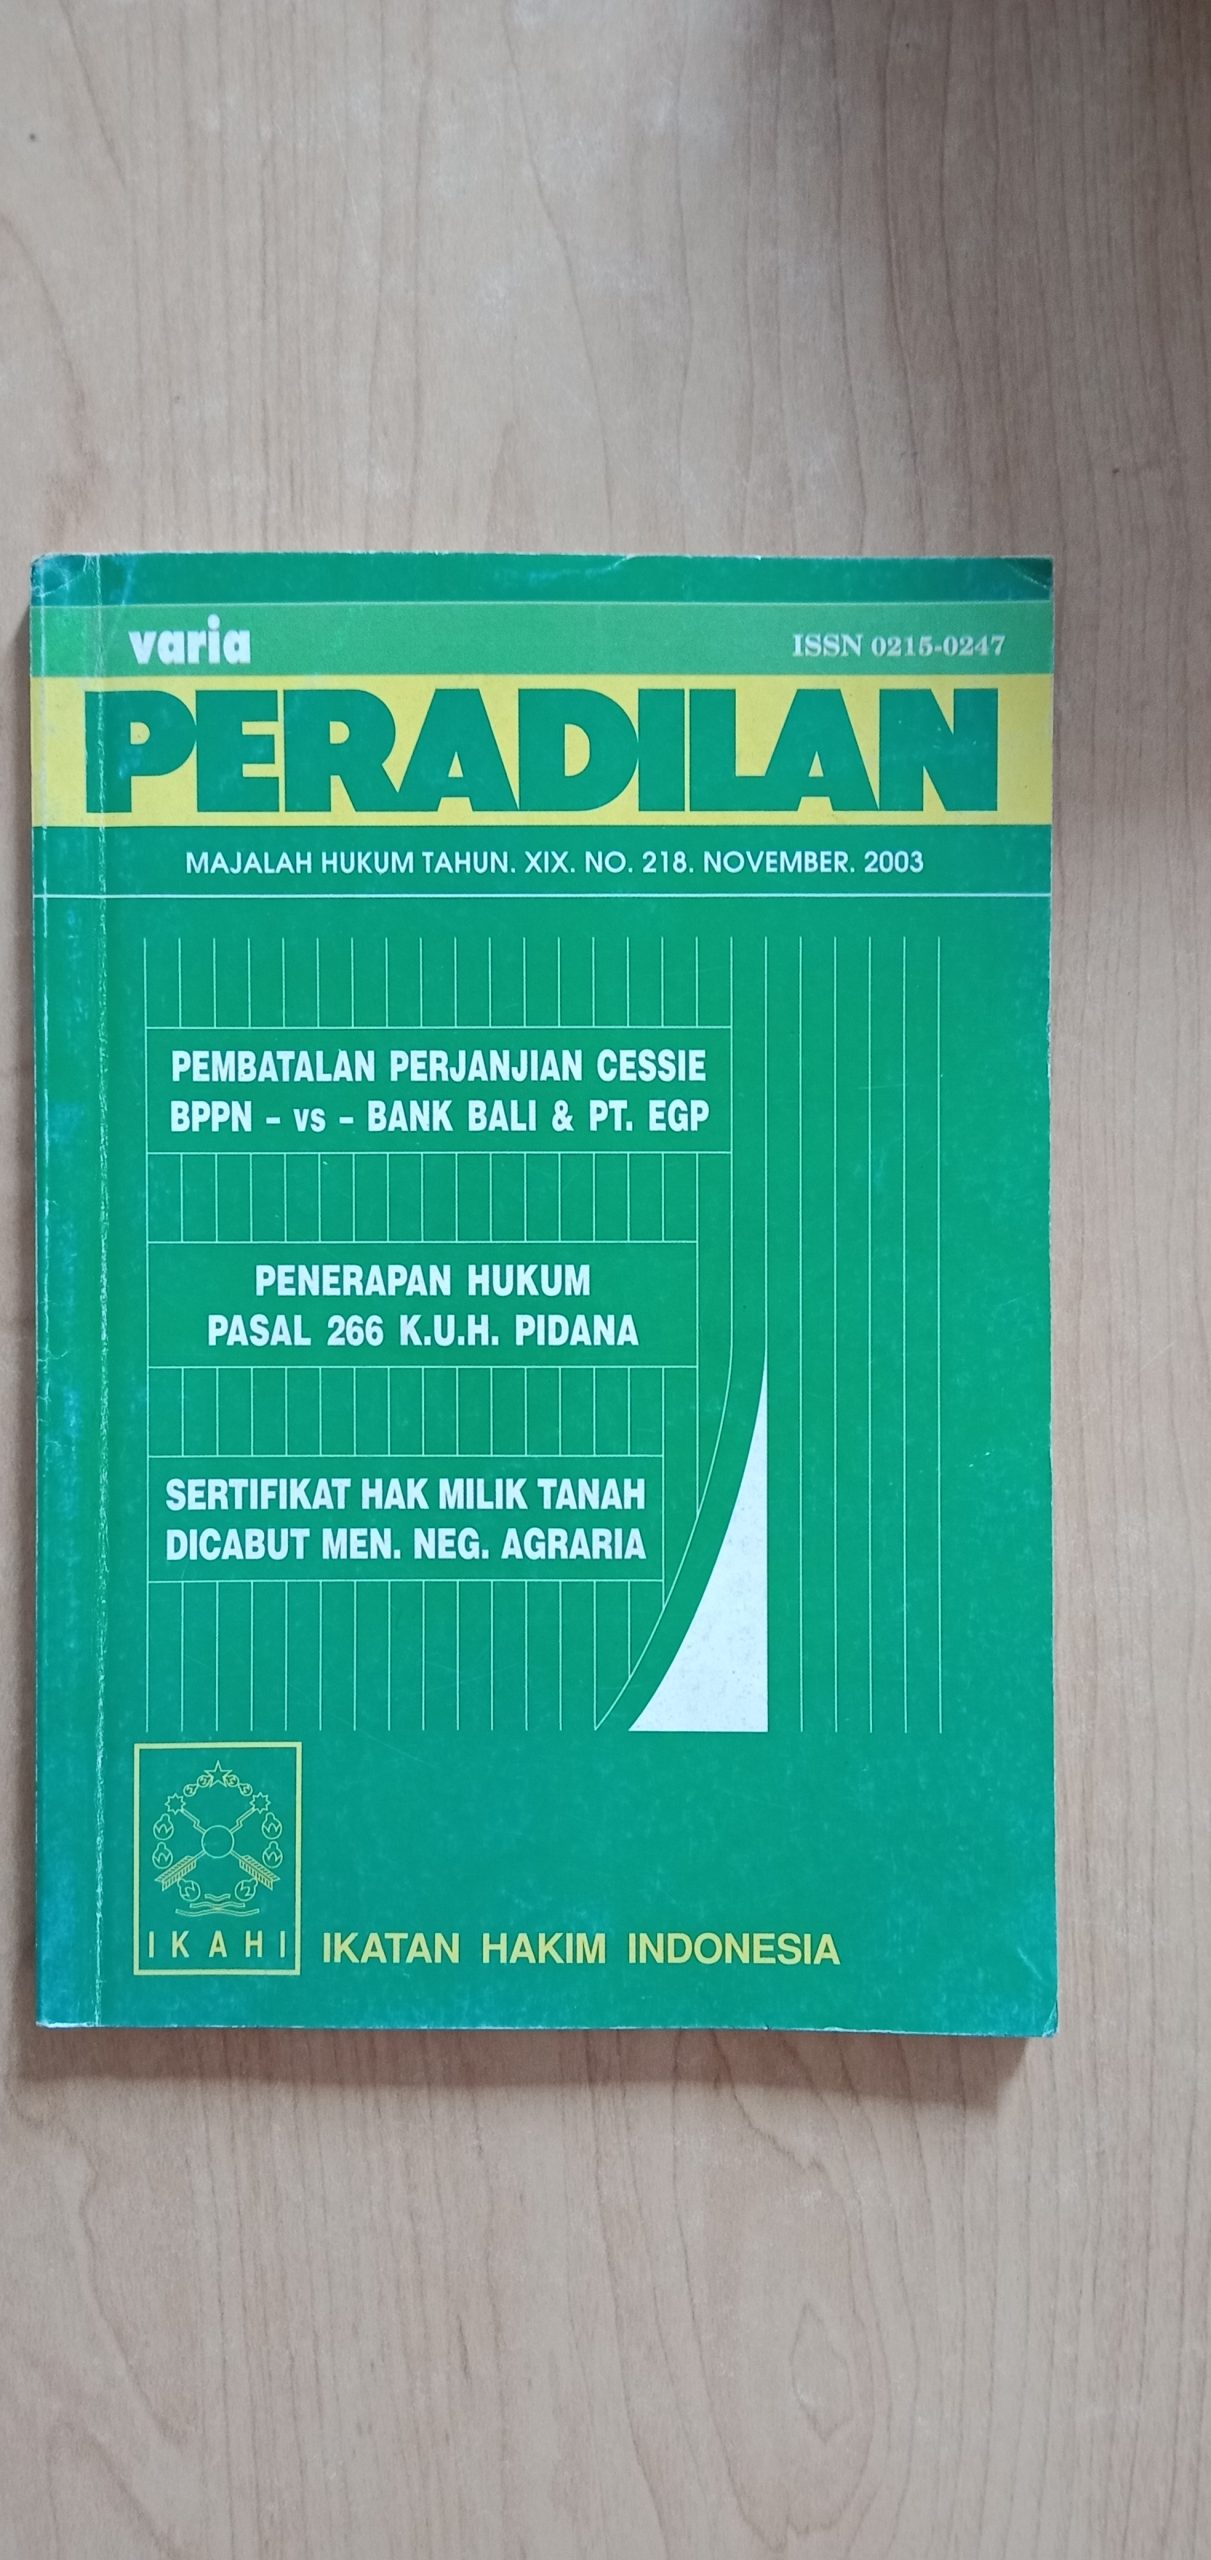 varia
ISSN 0215-0247
PERADILAN
MAJALAH HUKUM TAHUN. XIX. NO. 218. NOVEMBER. 2003
PEMBATALAN PERJANJIAN CESSIE
BPPN - vs - BANK BALI & PT. EGP
PENERAPAN HUKUM
PASAL 266 K.U.H. PIDANA
SERTIFIKAT HAK MILIK TANAH
DICABUT MEN. NEG. AGRARIA
IKAHI
IKATAN HAKIM INDONESIA